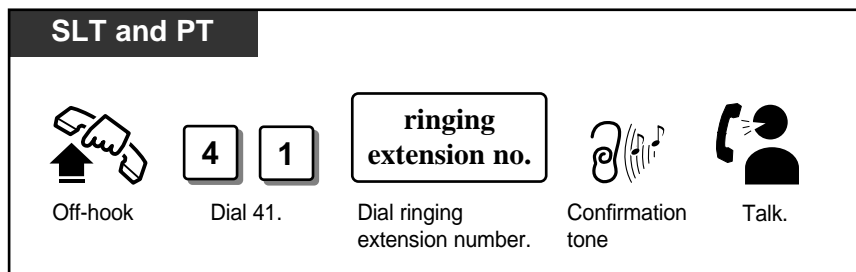 SLT and PT
4 1
ringing
extension no.
Off-hook
Dial 41.
Dial ringing
extension number.
Confirmation
tone
Talk.